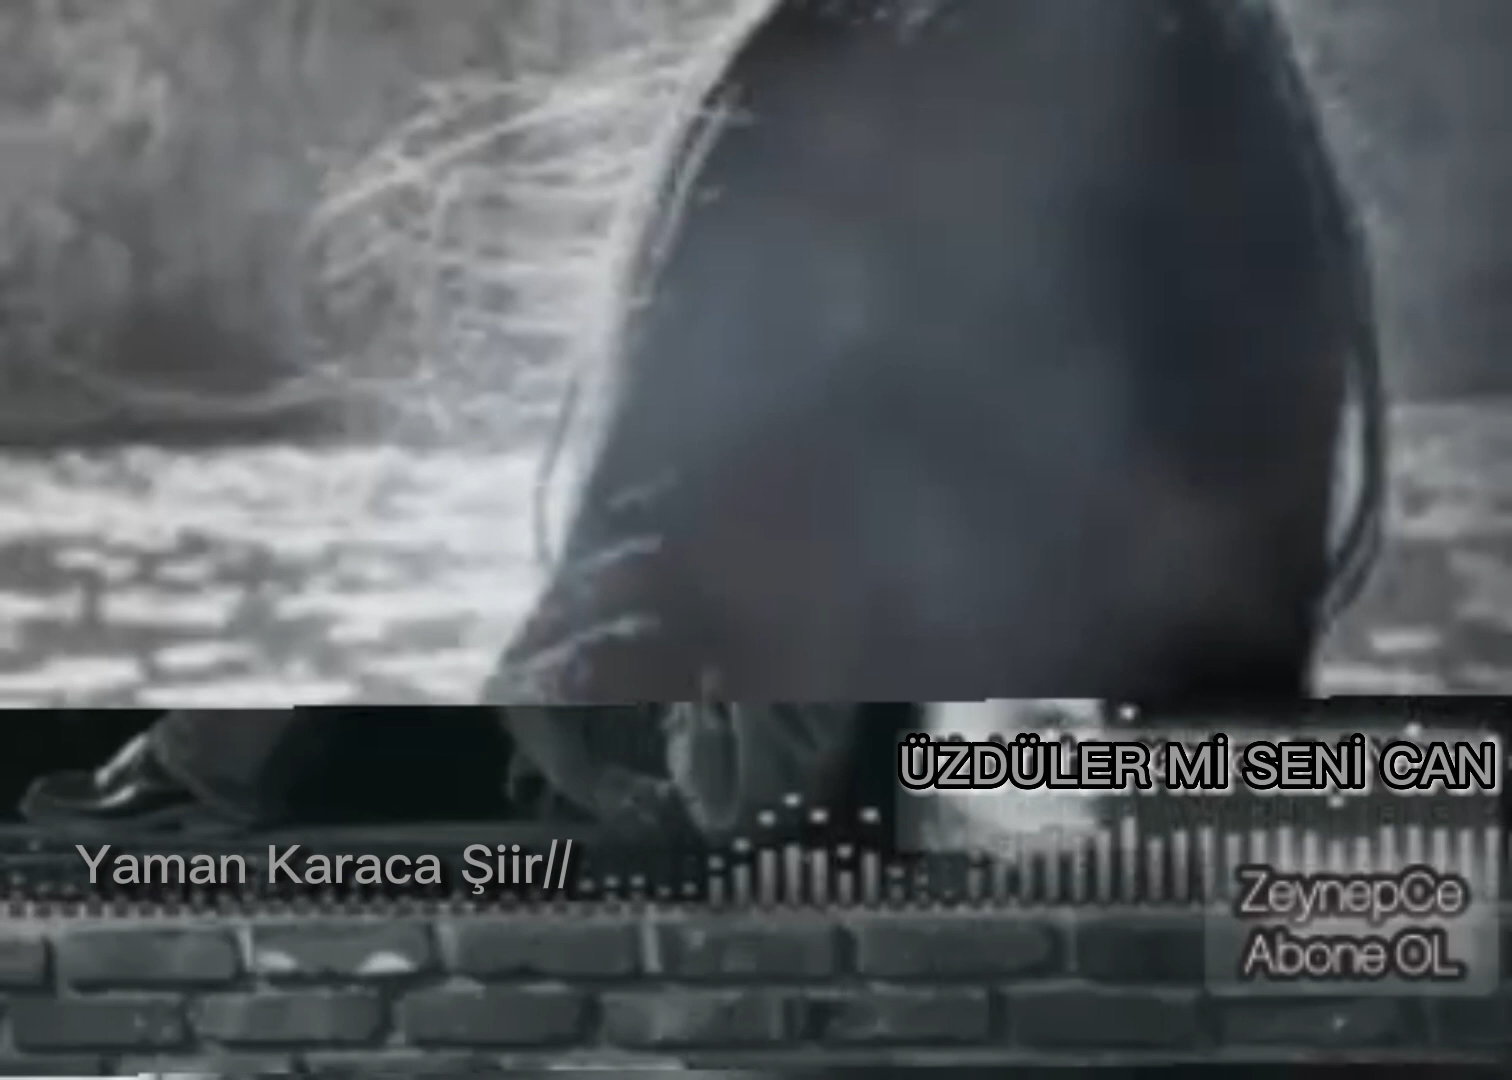 ÜZDÜLER Mİ SENİ CAN
Yaman Karaca Şiir//
ZeynepCe
Abone OL